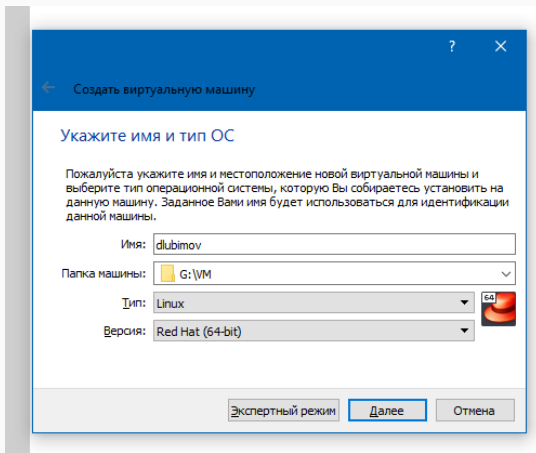 ?
Создать виртуальную машину
Укажите имя и тип ОС
Пожалуйста укажите имя и местоположение новой виртуальной машины и
выберите тип операционной системы, которую Вы собираетесь установить на
данную машину. Заданное Вами имя будет использоваться для идентификации
данной машины.
Имя: dlubimov
Папка машины: G:\VM
Тип: Linux 64
Версия: Red Hat (64-bit)
Экспертный режим Далее Отмена